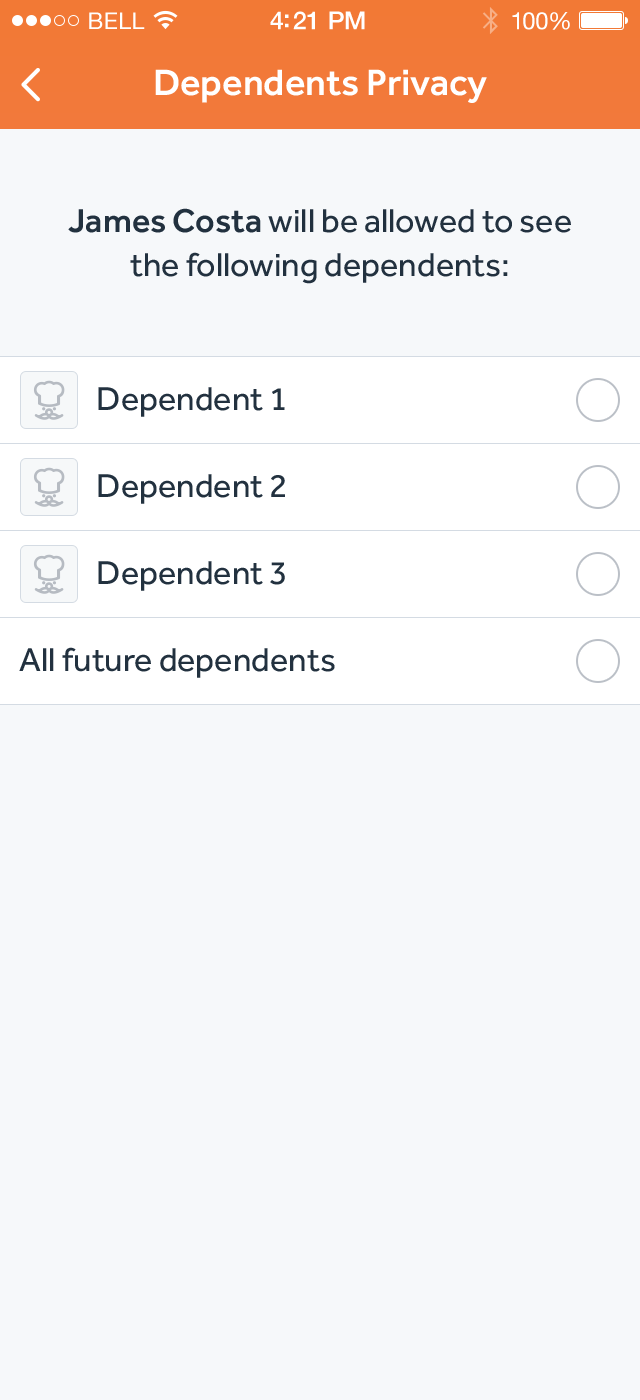 BELL 4:21 PM 100%
Dependents Privacy
James Costa will be allowed to see
the following dependents:
Dependent 1
Dependent 2
Dependent 3
All future dependents